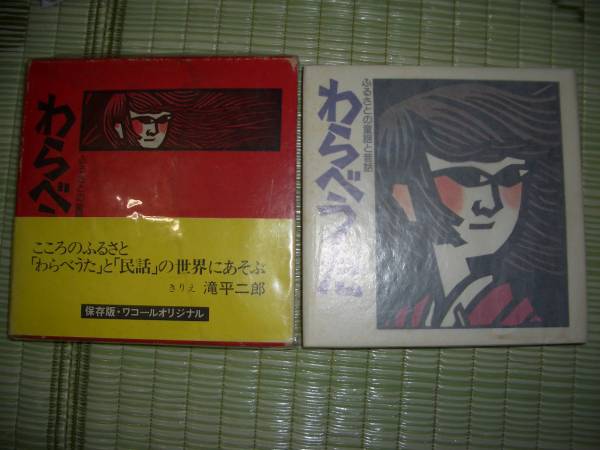 わらべう
こころのふるさと
「わらべうた」と「民話」の世界にあそぶ
きりえ 滝平二郎
保存版・ワコールオリジナル
わらべうた
ふるさとの童謡と昔話